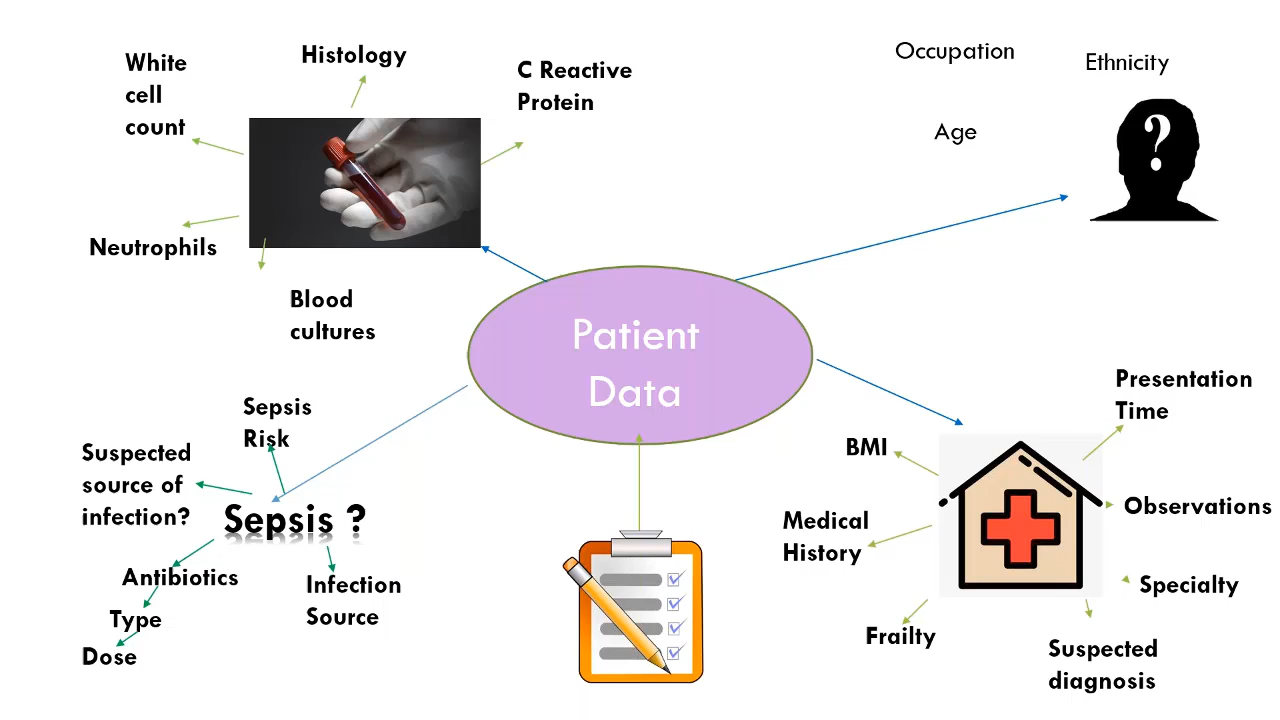 White
cell
count
Histology
C Reactive
Protein
Occupation
Ethnicity
Age
?
Neutrophils
Blood
cultures
Patient
Data
Sepsis
Risk
Suspected
source of
infection?
Sepsis ?
Antibiotics
Type
Dose
Infection
Source
Presentation
Time
BMI
Observations
Medical
History
Specialty
Frailty
Suspected
diagnosis